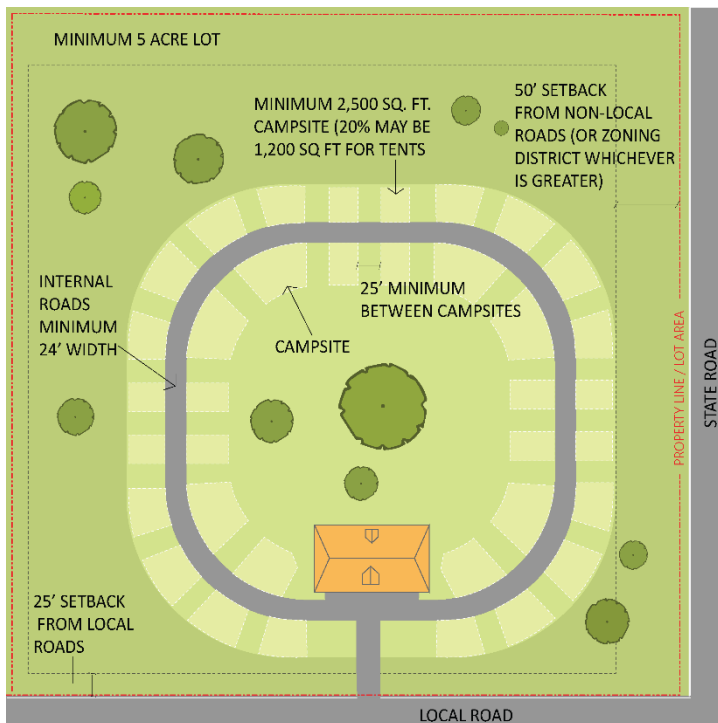 MINIMUM 5 ACRE LOT
MINIMUM 2,500 SQ. FT.
CAMPSITE (20% MAY BE
1,200 SQ FT FOR TENTS
50' SETBACK
FROM NON-LOCAL
ROADS (OR ZONING
DISTRICT WHICHEVER
IS GREATER)
INTERNAL
ROADS
MINIMUM
24' WIDTH
25' MINIMUM
BETWEEN CAMPSITES
CAMPSITE
PROPERTY LINE / LOT AREA
STATE ROAD
25' SETBACK
FROM LOCAL
ROADS
LOCAL ROAD